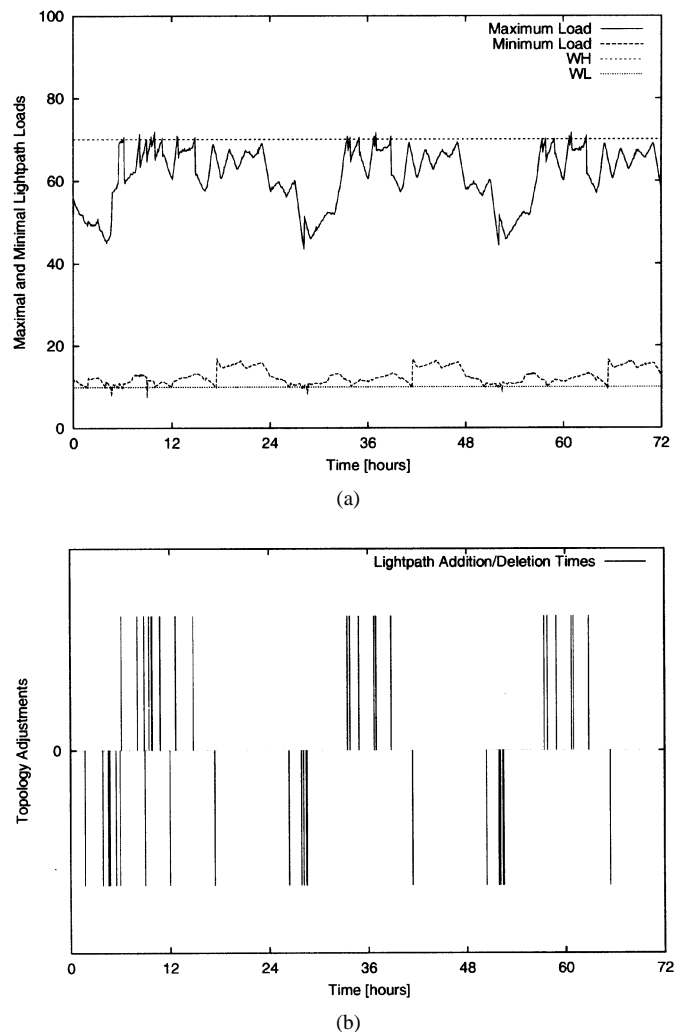 100
80
60
40
20
0
Maximal and Minimal Lightpath Loads
Maximum Load
Minimum Load
WH
WL
0 12 24 36 48 60 72
Time [hours]
(a)
Lightpath Addition/Deletion Times
Topology Adjustments
0
0 12 24 36 48 60 72
Time [hours]
(b)